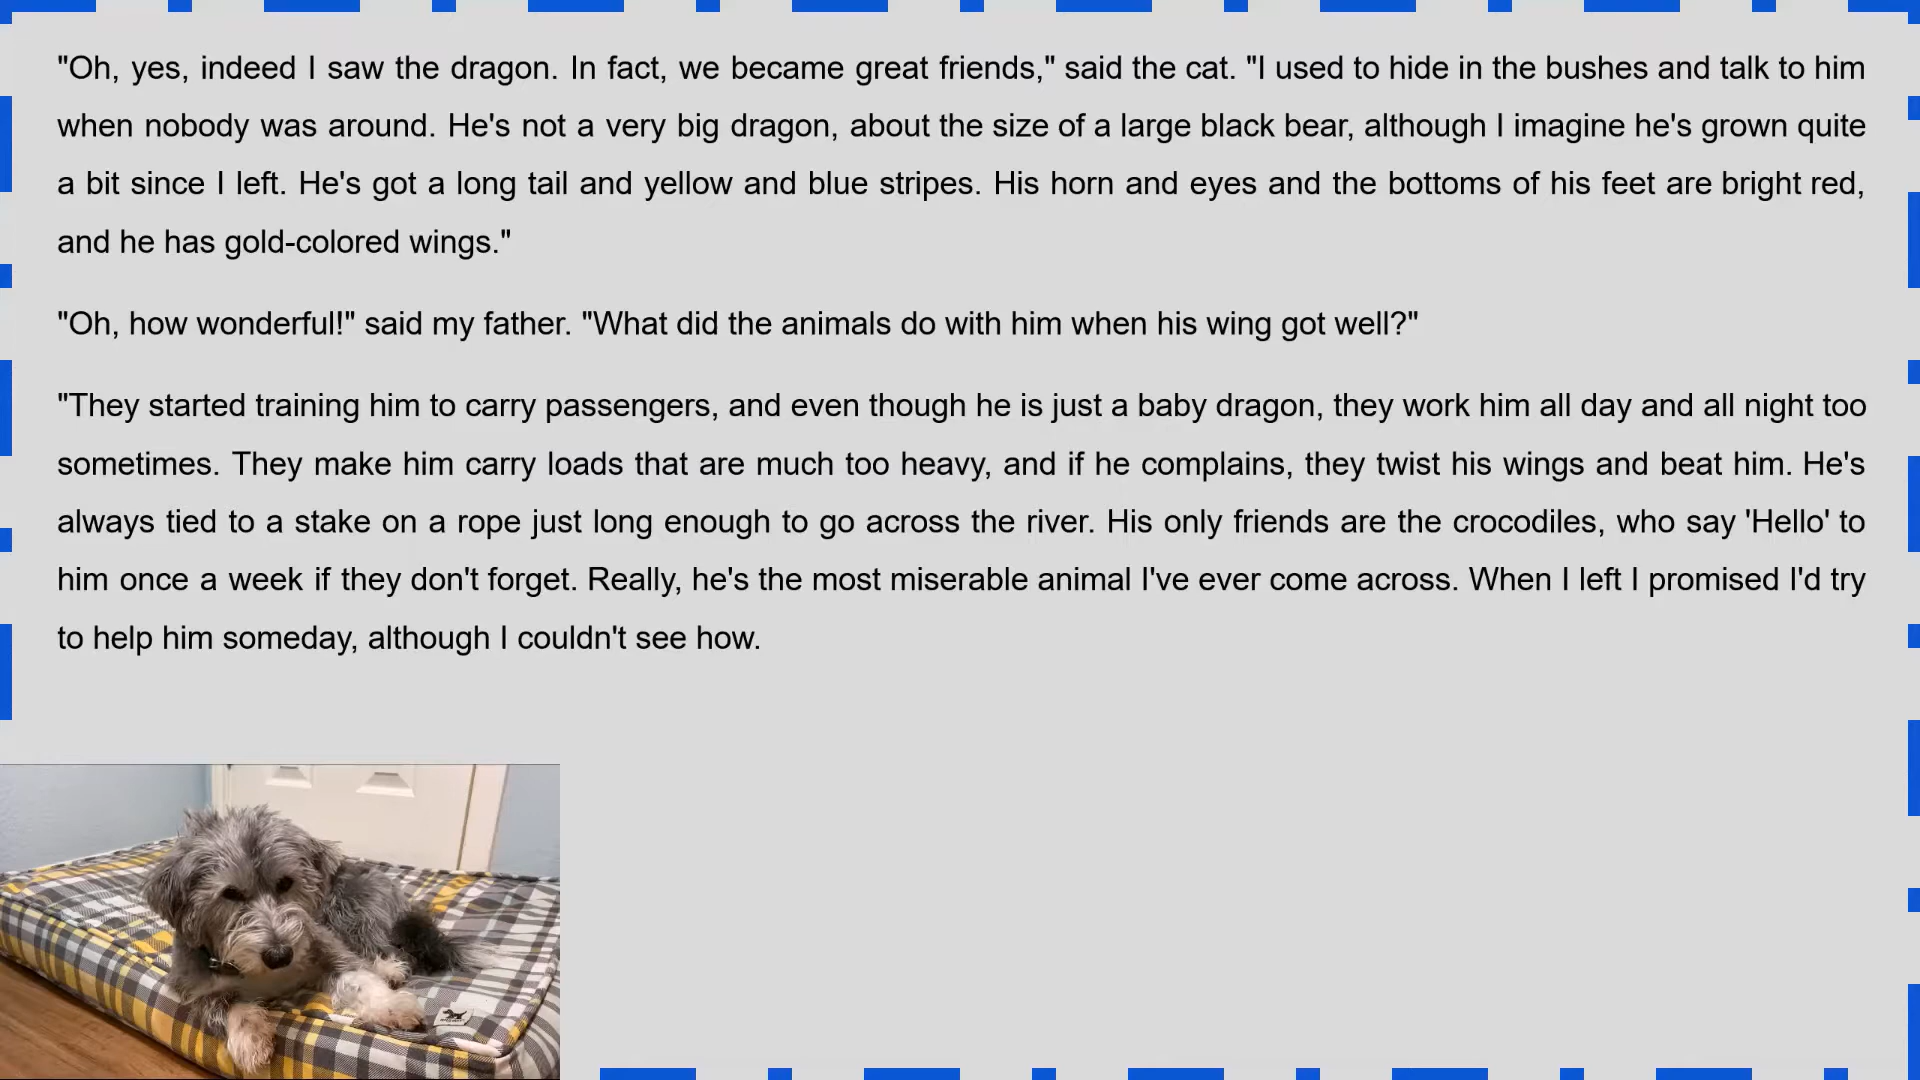 "Oh, yes, indeed I saw the dragon. In fact, we became great friends," said the cat. "I used to hide in the bushes and talk to him
when nobody was around. He's not a very big dragon, about the size of a large black bear, although I imagine he's grown quite
a bit since I left. He's got a long tail and yellow and blue stripes. His horn and eyes and the bottoms of his feet are bright red,
and he has gold-colored wings."
"Oh, how wonderful!" said my father. "What did the animals do with him when his wing got well?"
"They started training him to carry passengers, and even though he is just a baby dragon, they work him all day and all night too
sometimes. They make him carry loads that are much too heavy, and if he complains, they twist his wings and beat him. He's
always tied to a stake on a rope just long enough to go across the river. His only friends are the crocodiles, who say 'Hello' to
him once a week if they don't forget. Really, he's the most miserable animal I've ever come across. When I left I promised I'd try
to help him someday, although I couldn't see how.